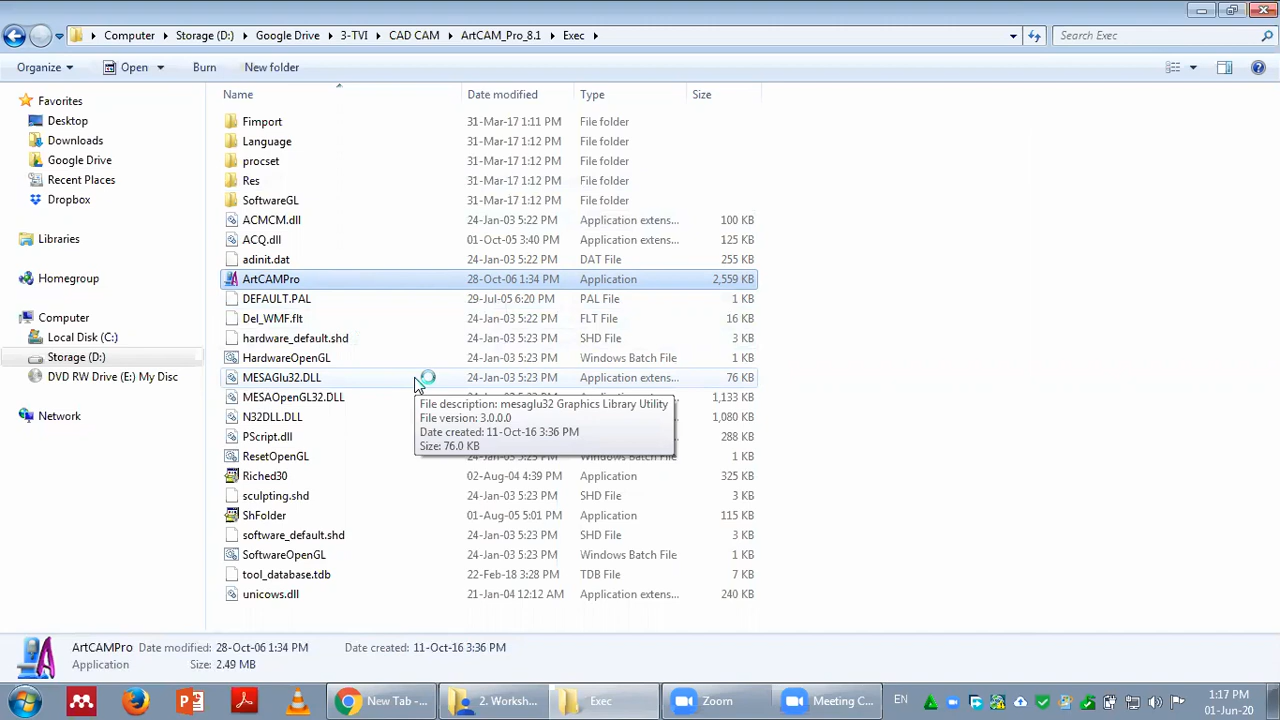 Computer Storage (D:) Google Drive 3-TVI CAD CAM ArtCAM_Pro_8.1 Exec
Search Exec
Organize Open Burn New folder
Favorites
Desktop
Downloads
Google Drive
Recent Places
Dropbox
Libraries
Homegroup
Computer
Local Disk (C:)
Storage (D:)
DVD RW Drive (E:) My Disc
Network
Name Date modified Type Size
Fimport 31-Mar-17 1:11 PM File folder
Language 31-Mar-17 1:12 PM File folder
procset 31-Mar-17 1:12 PM File folder
Res 31-Mar-17 1:12 PM File folder
SoftwareGL 31-Mar-17 1:12 PM File folder
ACMCM.dll 24-Jan-03 5:22 PM Application extens... 100 KB
ACQ.dll 01-Oct-05 3:40 PM Application extens... 125 KB
adinit.dat 24-Jan-03 5:22 PM DAT File 255 KB
ArtCAMPro 28-Oct-06 1:34 PM Application 2,559 KB
DEFAULT.PAL 29-Jul-05 6:20 PM PAL File 1 KB
Del_WMF.flt 24-Jan-03 5:22 PM FLT File 16 KB
hardware_default.shd 24-Jan-03 5:23 PM SHD File 3 KB
HardwareOpenGL 24-Jan-03 5:23 PM Windows Batch File 1 KB
MESAGlu32.DLL 24-Jan-03 5:23 PM Application extens... 76 KB
MESAOpenGL32.DLL 1,133 KB
N32DLL.DLL 1,080 KB
PScript.dll 288 KB
ResetOpenGL 24-Jan-03 5:23 PM Windows Batch File 1 KB
Riched30 02-Aug-04 4:39 PM Application 325 KB
sculpting.shd 24-Jan-03 5:23 PM SHD File 3 KB
ShFolder 01-Aug-05 5:01 PM Application 115 KB
software_default.shd 24-Jan-03 5:23 PM SHD File 3 KB
SoftwareOpenGL 24-Jan-03 5:23 PM Windows Batch File 1 KB
tool_database.tdb 22-Feb-18 3:28 PM TDB File 7 KB
unicows.dll 21-Jan-04 12:12 AM Application extens... 240 KB
File description: mesaglu32 Graphics Library Utility
File version: 3.0.0.0
Date created: 11-Oct-16 3:36 PM
Size: 76.0 KB
ArtCAMPro Date modified: 28-Oct-06 1:34 PM Date created: 11-Oct-16 3:36 PM
Application Size: 2.49 MB
New Tab -... 2. Worksh... Exec Zoom Meeting C... EN
1:17 PM
01-Jun-20